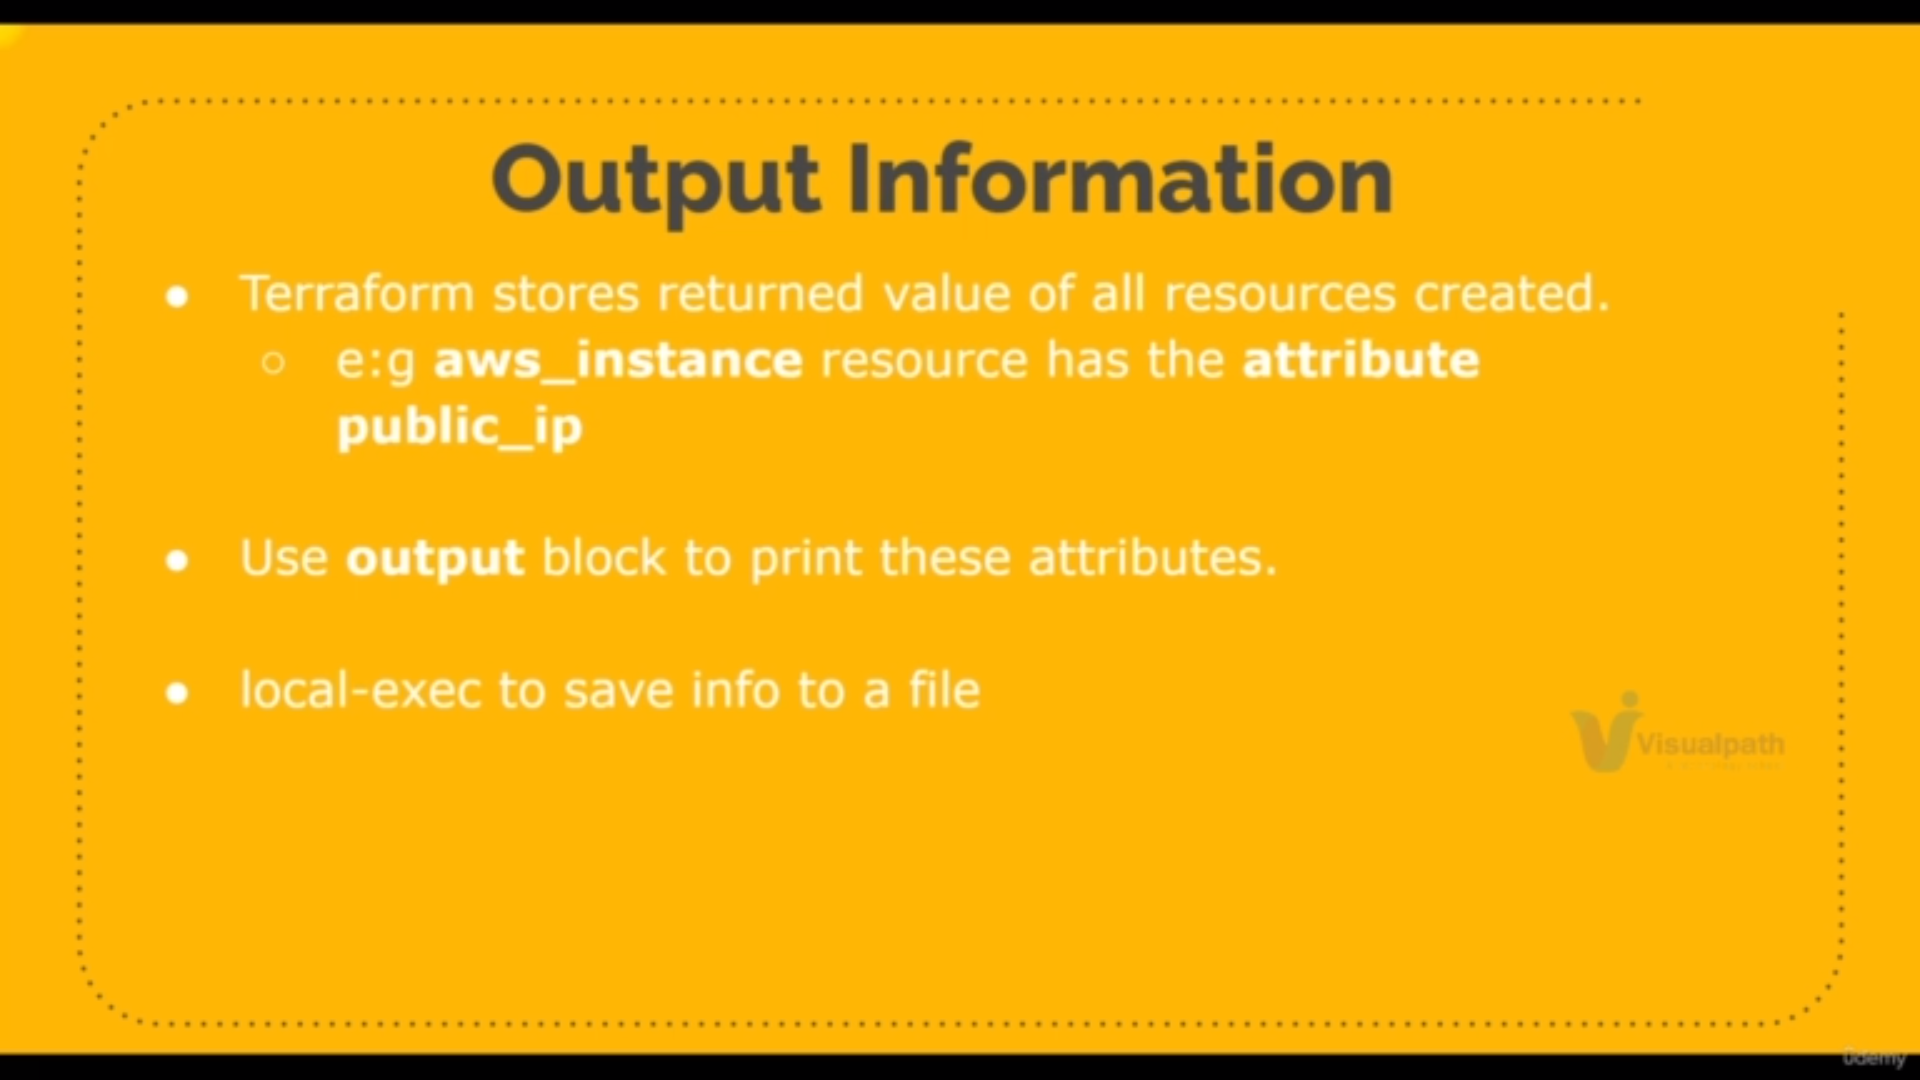 Output Information
● Terraform stores returned value of all resources created.
○ e:g aws_instance resource has the attribute
public_ip
● Use output block to print these attributes.
● local-exec to save info to a file
Visualpath
ûdemy